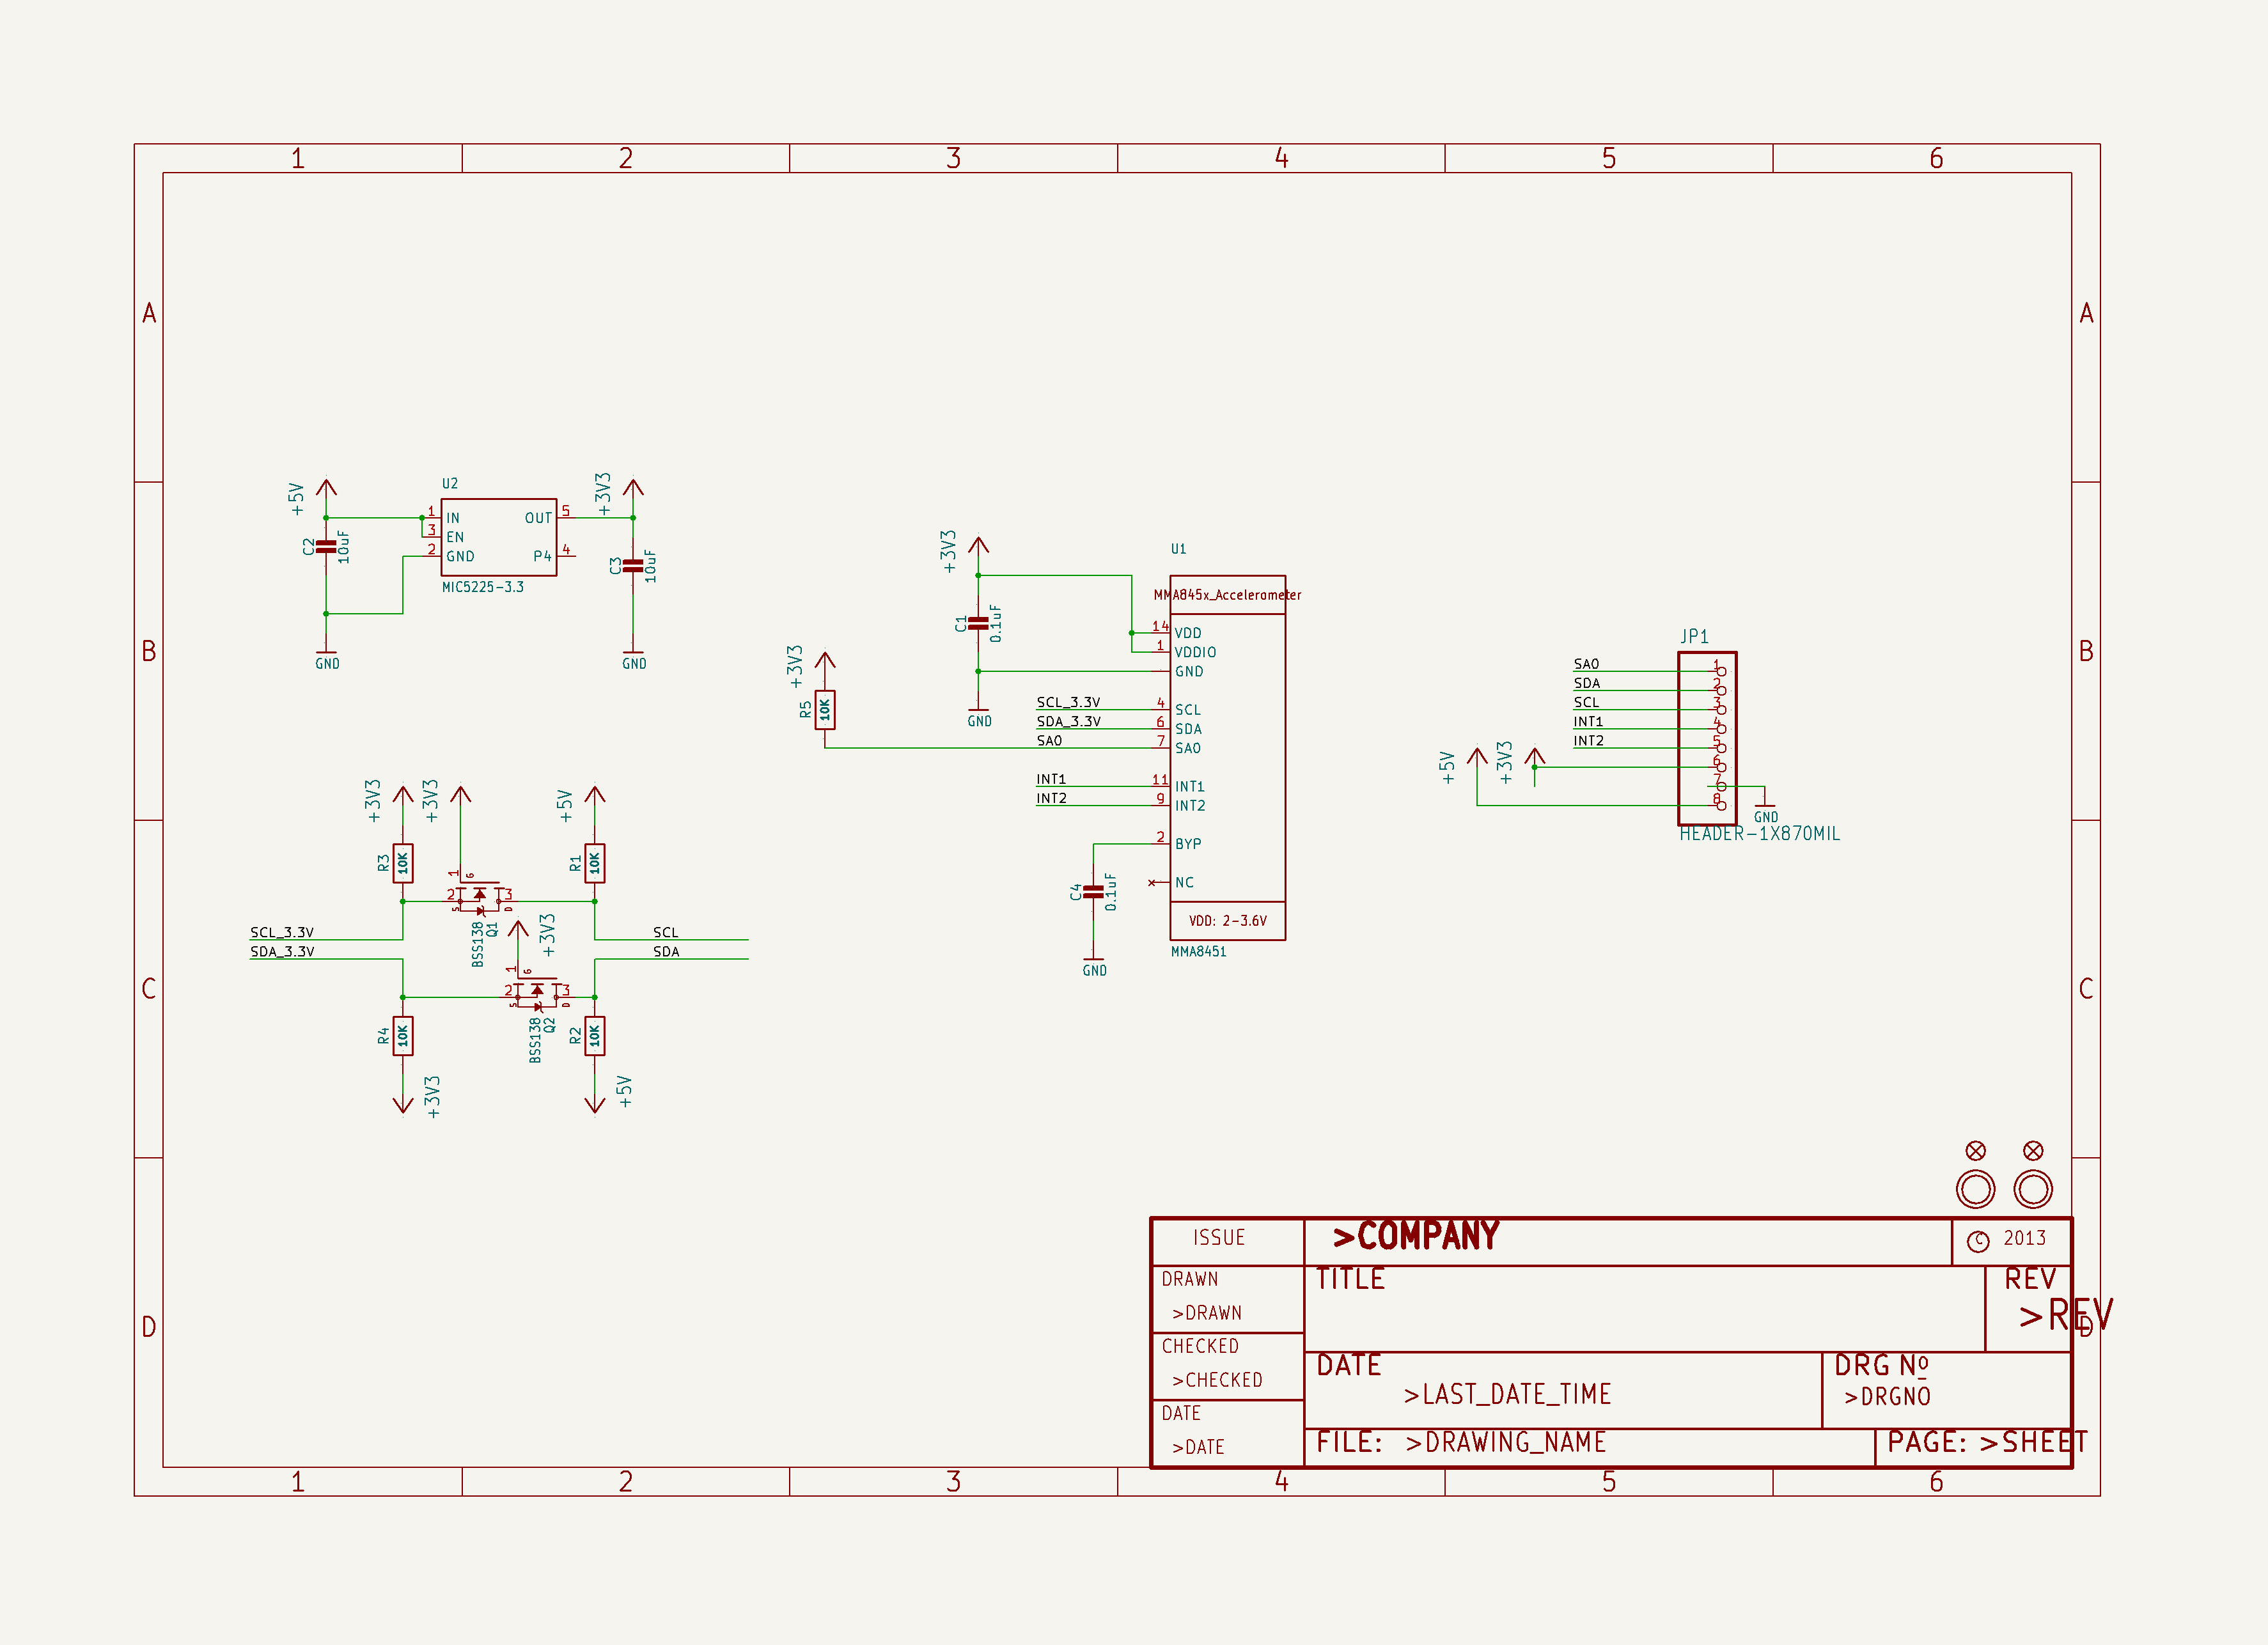 1 2 3 4 5 6
A A
+5V
U2
+3V3
1 IN OUT 5
3 EN
2 GND P4 4
C2 10uF
C3 10uF
MIC5225-3.3
GND GND
+3V3
U1
MMA845x_Accelerometer
C1 0.1uF
14 VDD
1 VDDIO
GND
GND
+3V3
R5 10K
SCL_3.3V 4 SCL
SDA_3.3V 6 SDA
SA0 7 SA0
INT1 11 INT1
INT2 9 INT2
2 BYP
C4 0.1uF
NC
VDD: 2-3.6V
MMA8451
GND
B B
JP1
SA0 1
SDA 2
SCL 3
INT1 4
INT2 5
6
7
8
+5V +3V3
GND
HEADER-1X870MIL
+3V3 +3V3 +5V
R3 10K
R1 10K
1 G
2 3
S D
BSS138
Q1
SCL_3.3V SCL
SDA_3.3V SDA
+3V3
1 G
2 3
S D
BSS138
Q2
R4 10K
R2 10K
+3V3 +5V
C C
ISSUE >COMPANY C 2013
DRAWN TITLE REV
>DRAWN >REV
CHECKED DATE DRG Nº
>CHECKED >LAST_DATE_TIME >DRGNO
DATE
>DATE FILE: >DRAWING_NAME PAGE: >SHEET
D D
1 2 3 4 5 6